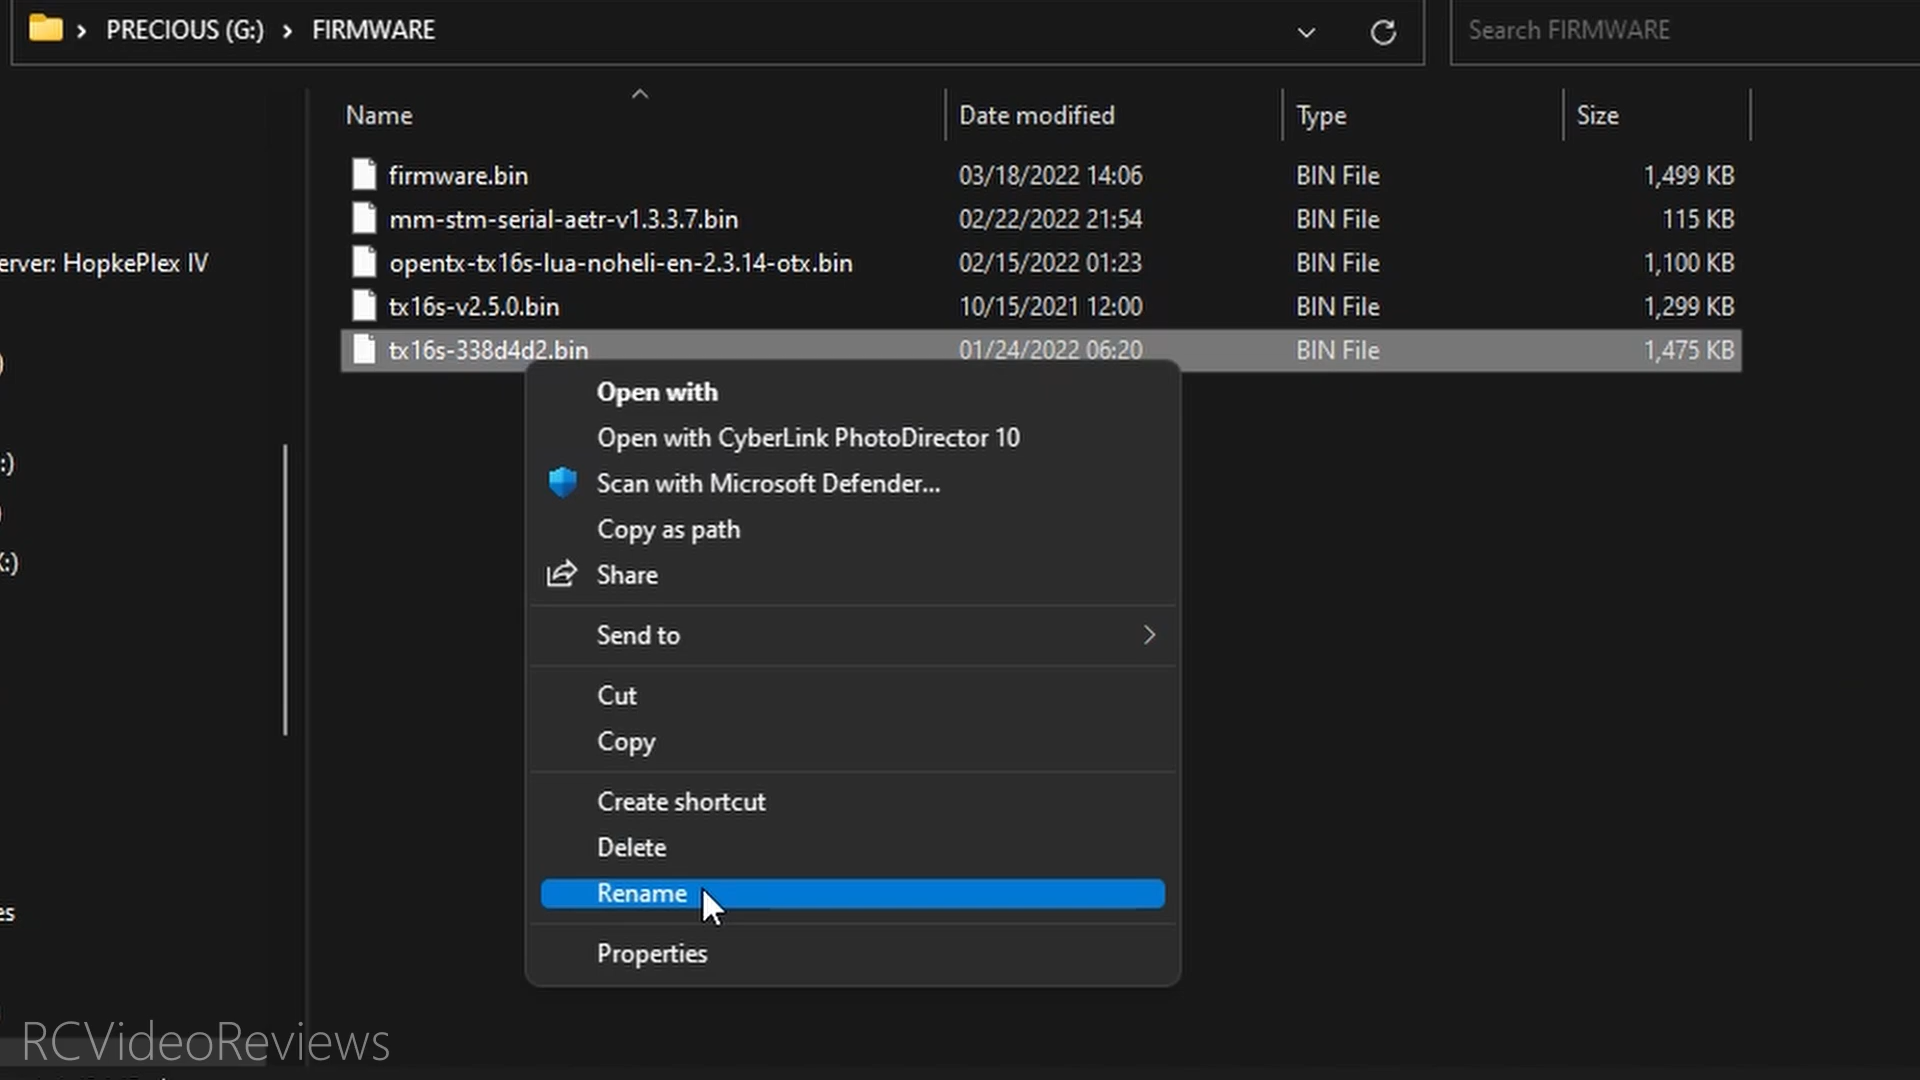 PRECIOUS (G:) FIRMWARE
Search FIRMWARE
Name Date modified Type Size
firmware.bin 03/18/2022 14:06 BIN File 1,499 KB
mm-stm-serial-aetr-v1.3.3.7.bin 02/22/2022 21:54 BIN File 115 KB
erver: HopkePlex IV
opentx-tx16s-lua-noheli-en-2.3.14-otx.bin 02/15/2022 01:23 BIN File 1,100 KB
tx16s-v2.5.0.bin 10/15/2021 12:00 BIN File 1,299 KB
tx16s-338d4d2.bin 01/24/2022 06:20 BIN File 1,475 KB
)
:)
)
:)
es
Open with
Open with CyberLink PhotoDirector 10
Scan with Microsoft Defender...
Copy as path
Share
Send to
Cut
Copy
Create shortcut
Delete
Rename
Properties
RCVideoReviews